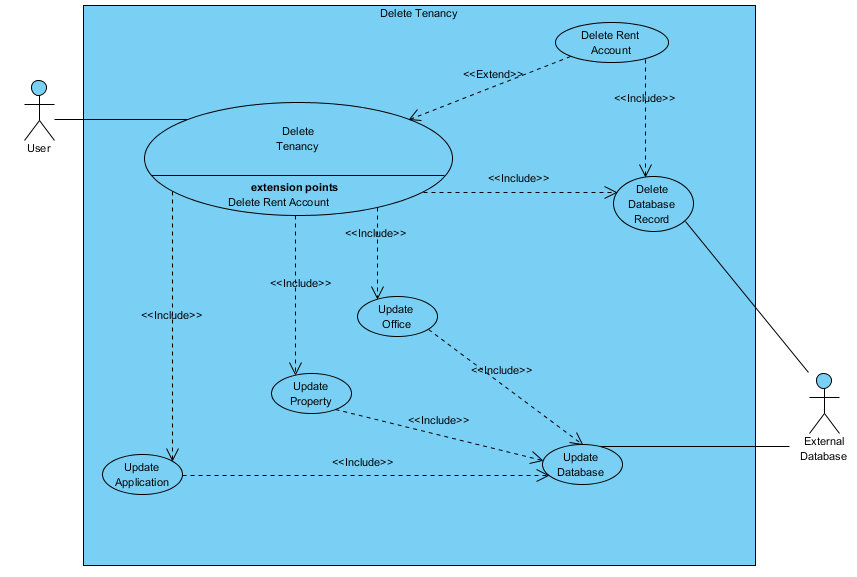 Delete Tenancy
Delete Rent
Account
<<Extend>>
<<Include>>
User
Delete
Tenancy
extension points
Delete Rent Account
<<Include>>
Delete
Database
Record
<<Include>>
<<Include>>
<<Include>>
Update
Office
<<Include>>
Update
Property
<<Include>>
External
Database
Update
Application
<<Include>>
Update
Database